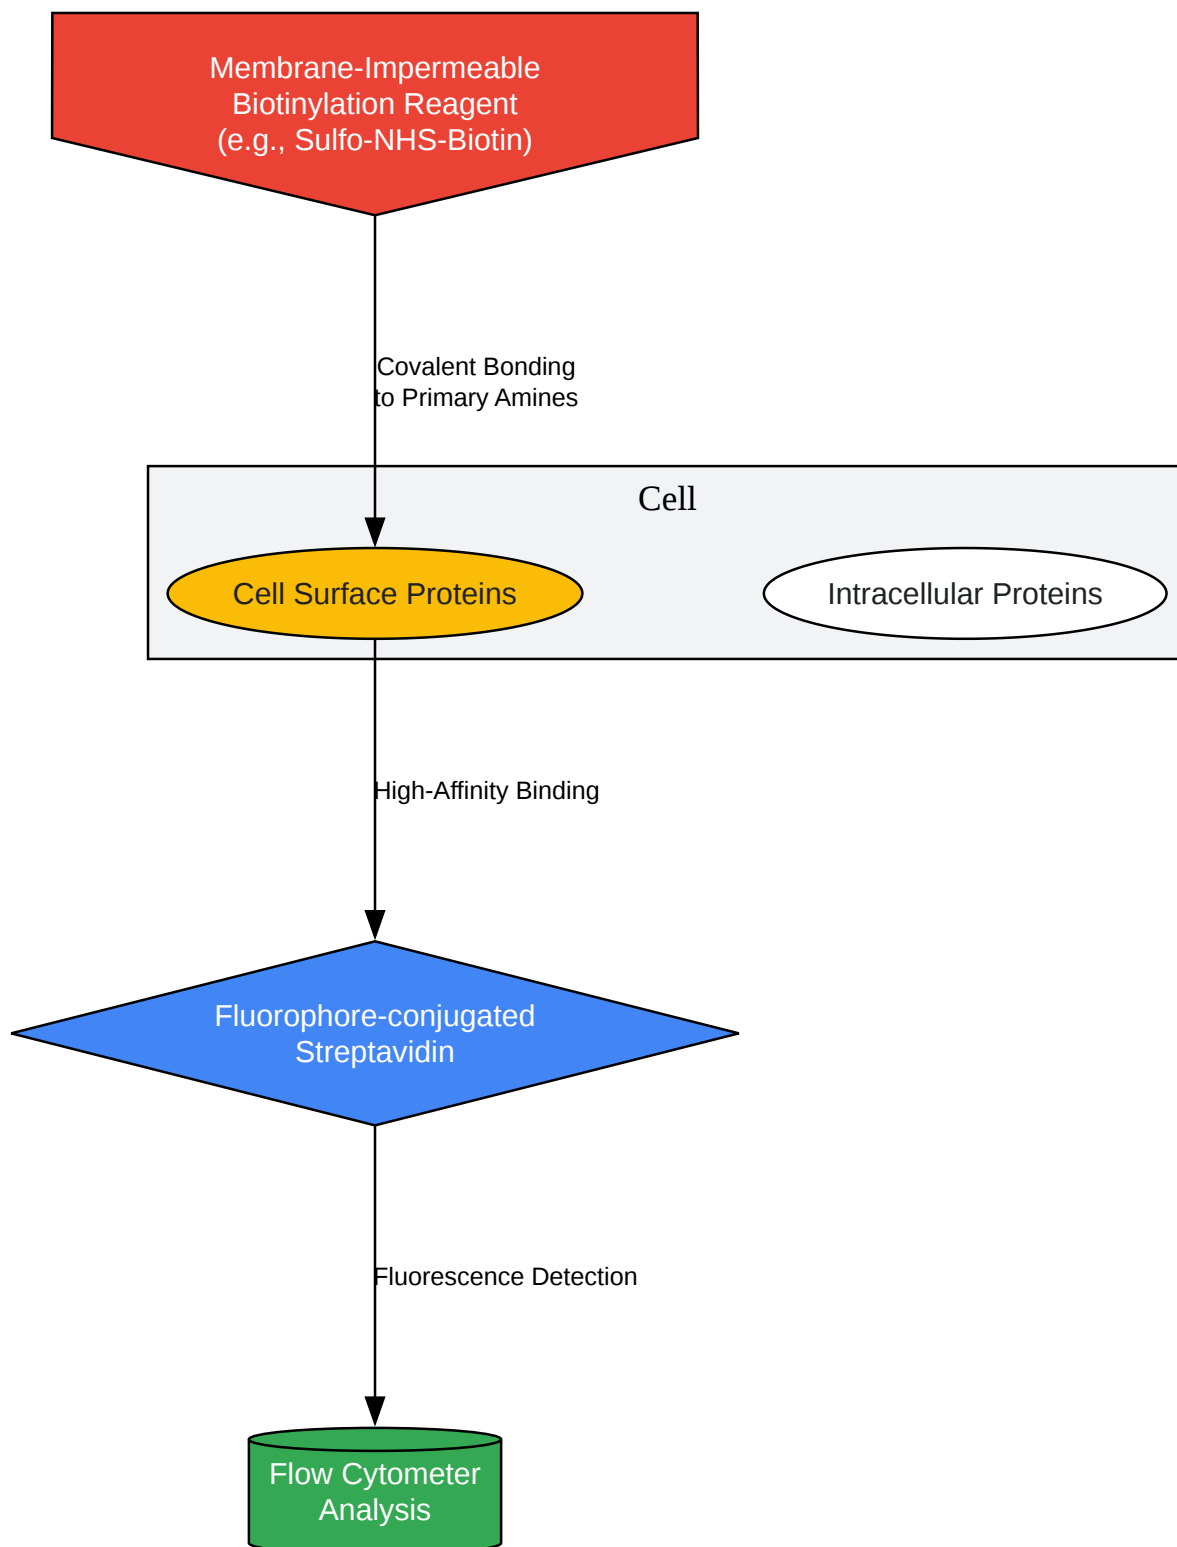 Membrane-Impermeable
Biotinylation Reagent
(e.g., Sulfo-NHS-Biotin)
Covalent Bonding
to Primary Amines
Cell
Cell Surface Proteins
Intracellular Proteins
High-Affinity Binding
Fluorophore-conjugated
Streptavidin
Fluorescence Detection
Flow Cytometer
Analysis